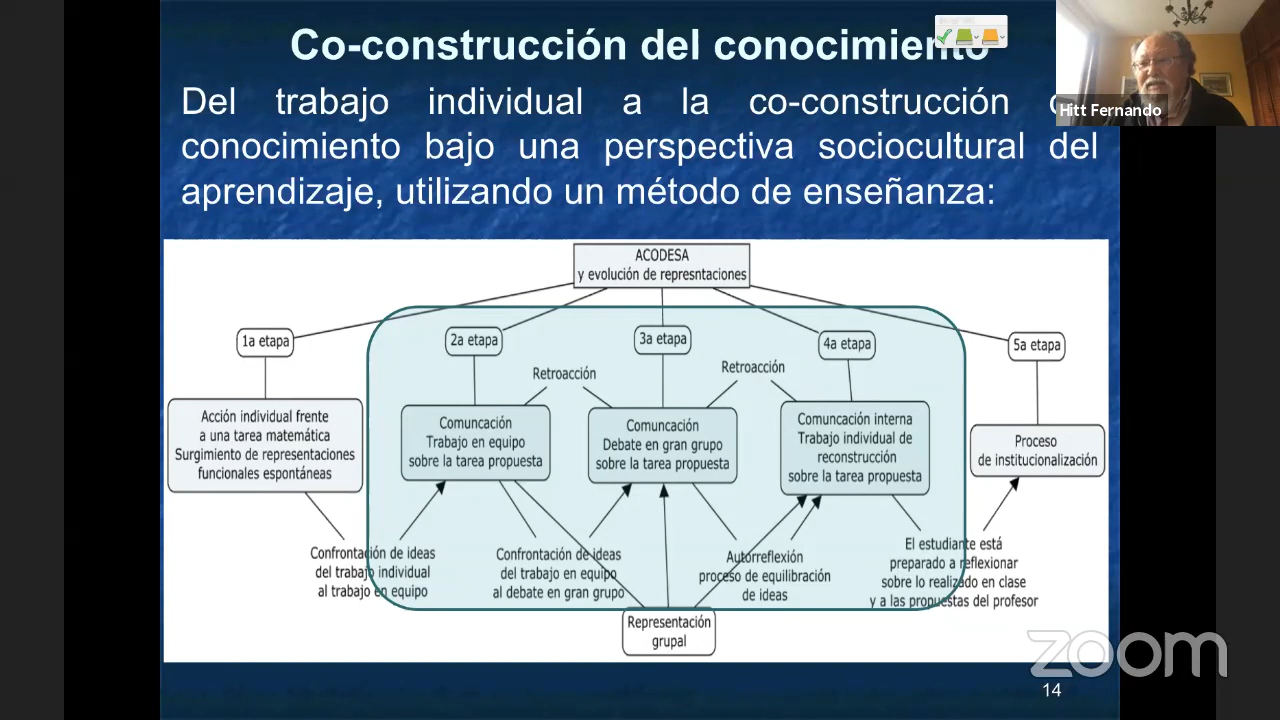 Co-construcción del conocimiento
Hitt Fernando
Del trabajo individual a la co-construcción
conocimiento bajo una perspectiva sociocultural del
aprendizaje, utilizando un método de enseñanza:
ACODESA
y evolución de represntaciones
1a etapa
2a etapa
3a etapa
4a etapa
5a etapa
Retroacción
Retroacción
Acción individual frente
a una tarea matemática
Surgimiento de representaciones
funcionales espontáneas
Comuncación
Trabajo en equipo
sobre la tarea propuesta
Comuncación
Debate en gran grupo
sobre la tarea propuesta
Comuncación interna
Trabajo individual de
reconstrucción
sobre la tarea propuesta
Proceso
de institucionalización
Confrontación de ideas
del trabajo individual
al trabajo en equipo
Confrontación de ideas
del trabajo en equipo
al debate en gran grupo
Autorreflexión
proceso de equilibración
de ideas
El estudiante está
preparado a reflexionar
sobre lo realizado en clase
y a las propuestas del profesor
Representación
grupal
zoom
14